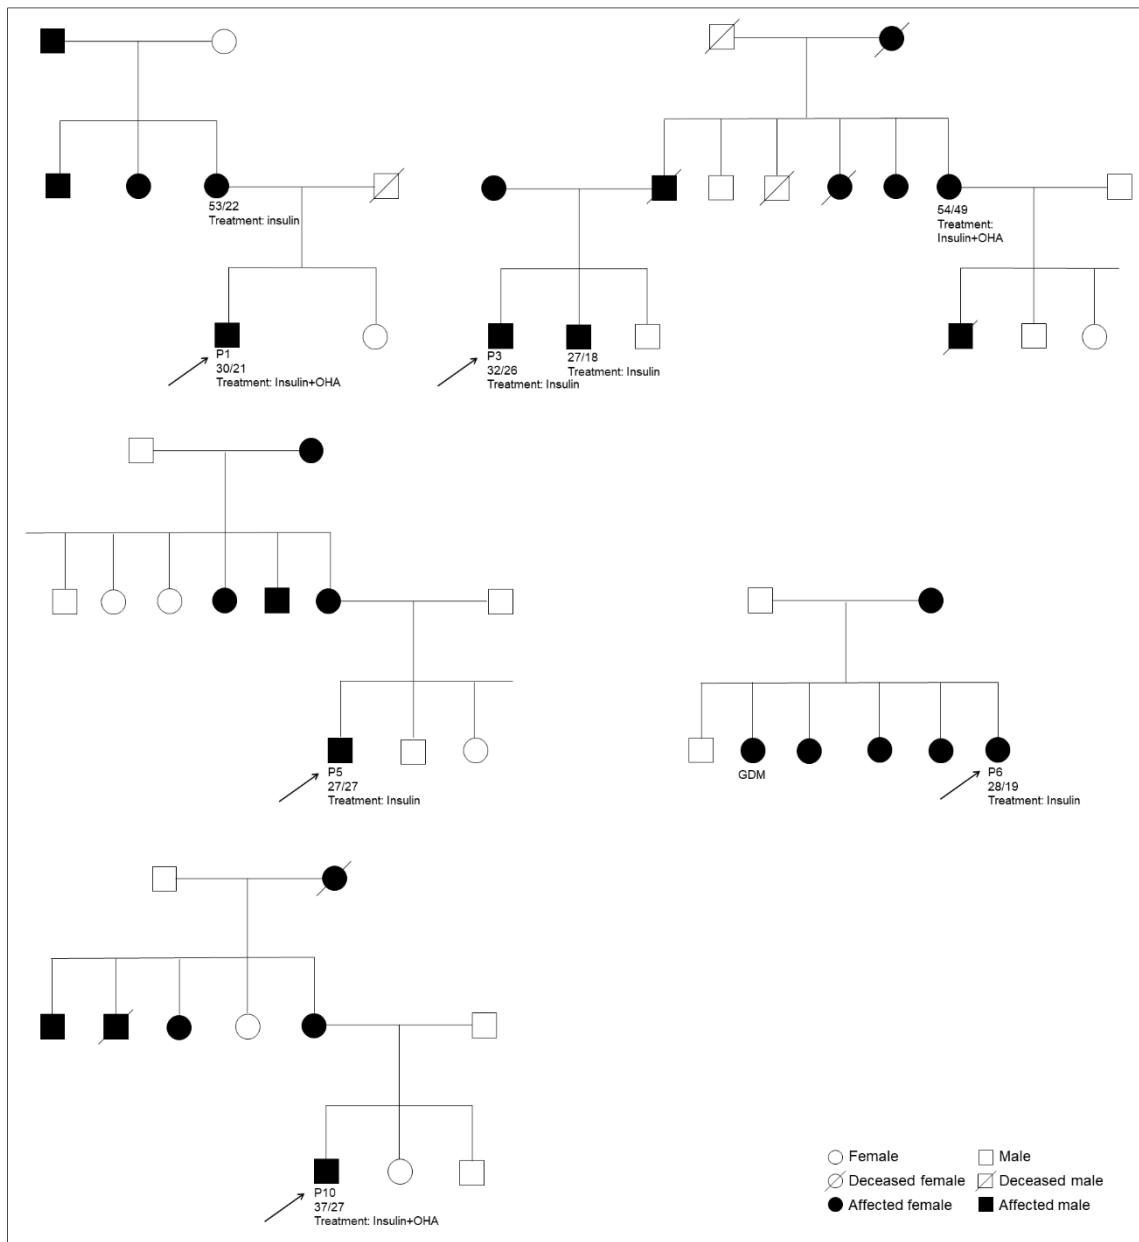 53/22
Treatment: insulin
54/49
Treatment:
Insulin+OHA
P1
30/21
Treatment: Insulin+OHA
P3
32/26
Treatment: Insulin
27/18
Treatment: Insulin
P5
27/27
Treatment: Insulin
GDM
P6
28/19
Treatment: Insulin
P10
37/27
Treatment: Insulin+OHA
Female
Male
Deceased female
Deceased male
Affected female
Affected male